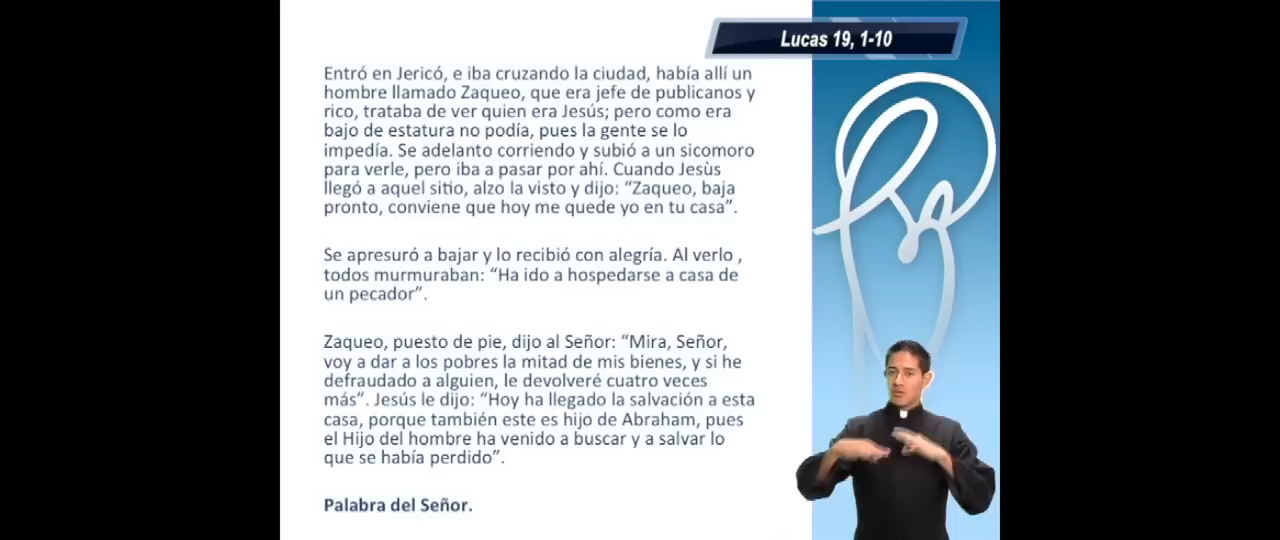 Lucas 19, 1-10
Entró en Jericó, e iba cruzando la ciudad, había allí un
hombre llamado Zaqueo, que era jefe de publicanos y
rico, trataba de ver quien era Jesús; pero como era
bajo de estatura no podía, pues la gente se lo
impedía. Se adelanto corriendo y subió a un sicomoro
para verle, pero iba a pasar por ahí. Cuando Jesùs
llegó a aquel sitio, alzo la visto y dijo: “Zaqueo, baja
pronto, conviene que hoy me quede yo en tu casa”.
Se apresuró a bajar y lo recibió con alegría. Al verlo ,
todos murmuraban: “Ha ido a hospedarse a casa de
un pecador”.
Zaqueo, puesto de pie, dijo al Señor: “Mira, Señor,
voy a dar a los pobres la mitad de mis bienes, y si he
defraudado a alguien, le devolveré cuatro veces
más”. Jesús le dijo: “Hoy ha llegado la salvación a esta
casa, porque también este es hijo de Abraham, pues
el Hijo del hombre ha venido a buscar y a salvar lo
que se había perdido”.
Palabra del Señor.